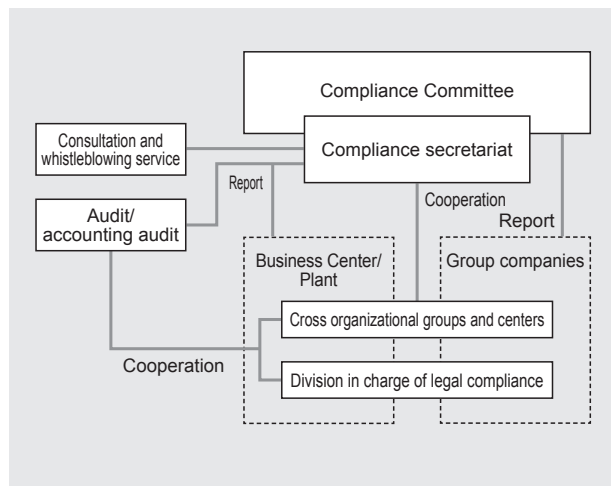 Compliance Committee
Consultation and
whistleblowing service
Compliance secretariat
Report
Audit/
accounting audit
Cooperation
Report
Business Center/
Plant
Group companies
Cross organizational groups and centers
Cooperation
Division in charge of legal compliance